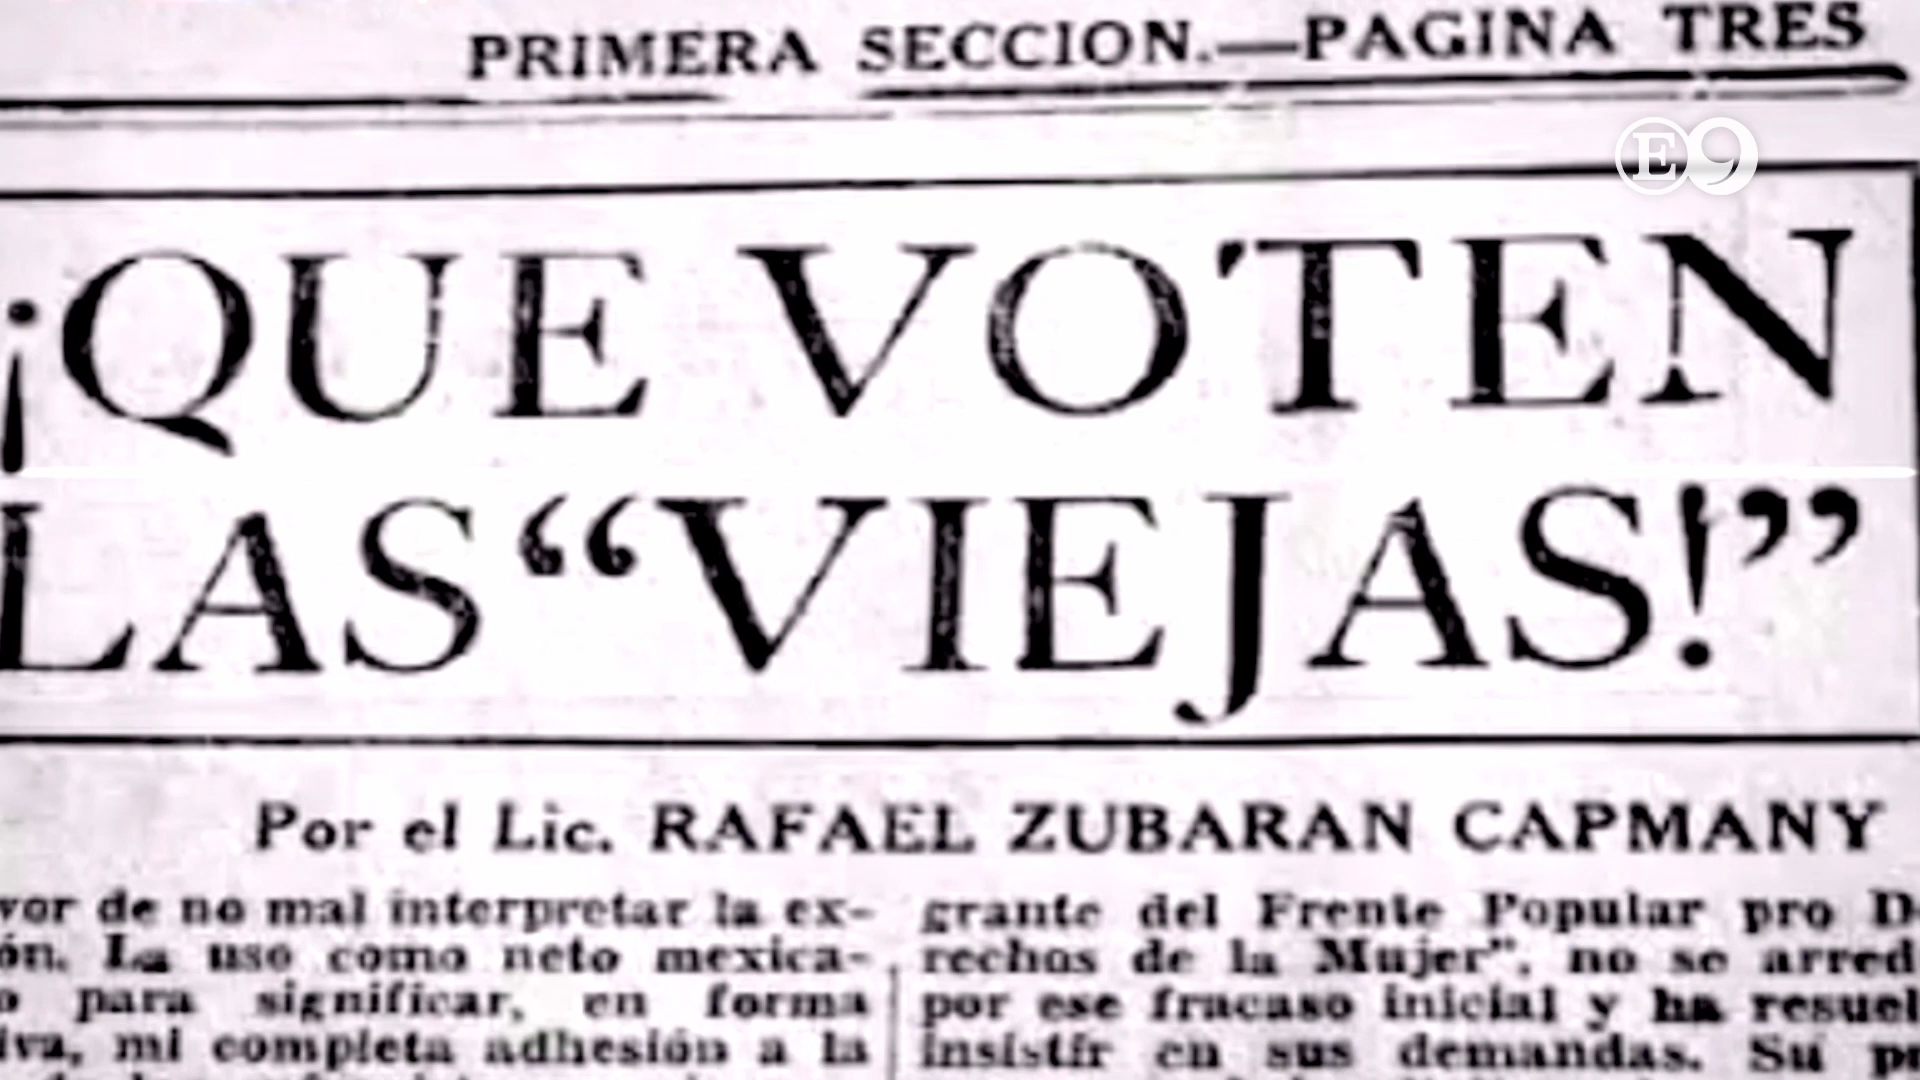 PRIMERA SECCION.—PAGINA TRES
E9
¡QUE VOTEN
LAS “VIEJAS!”
Por el Lic. RAFAEL ZUBARAN CAPMANY
vor de no mal interpretar la ex-
ón. La uso como neto mexica-
o para significar, en forma
iva, mi completa adhesión a la
grante del Frente Popular pro D
rechos de la Mujer”, no se arred
por ese fracaso inicial y ha resuel
insistir en sus demandas. Su pr